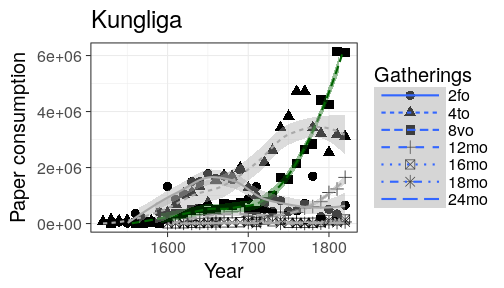 Kungliga
Paper consumption
6e+06
4e+06
2e+06
0e+00
1600
1700
1800
Year
Gatherings
2fo
4to
8vo
12mo
16mo
18mo
24mo